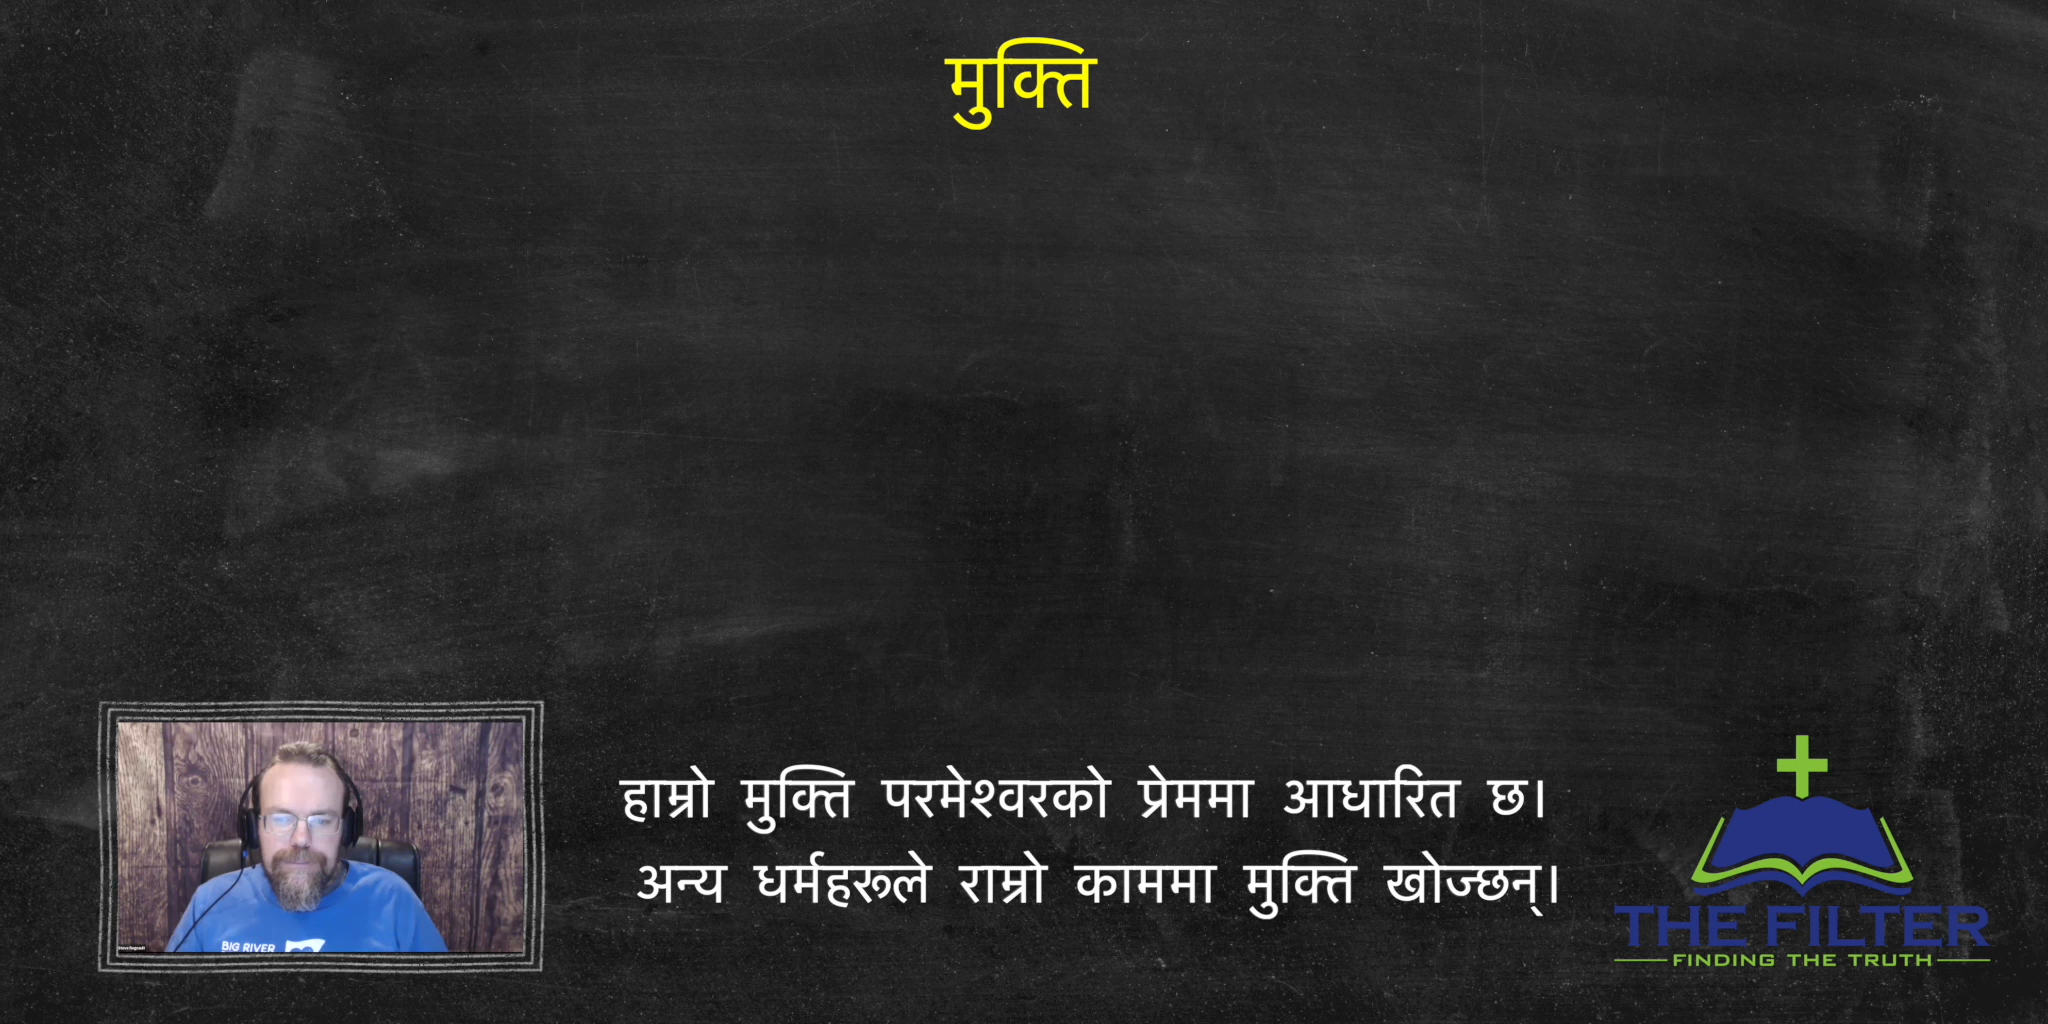 मुक्ति
हाम्रो मुक्ति परमेश्वरको प्रेममा आधारित छ।
अन्य धर्महरूले राम्रो काममा मुक्ति खोज्छन्।
BIG RIVER
THE FILTER
FINDING THE TRUTH